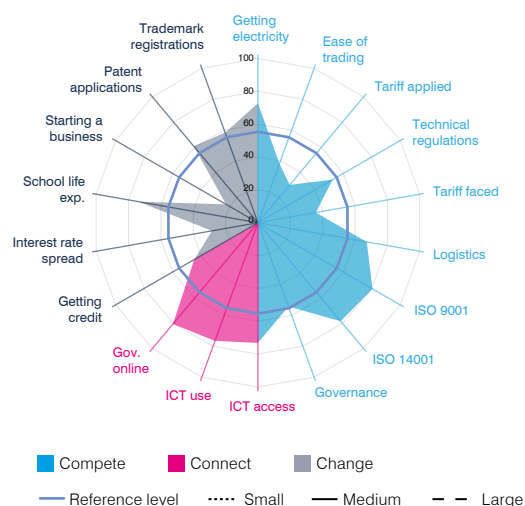 Getting
electricity
Trademark
registrations
Ease of
trading
Patent
applications
Tariff applied
Starting a
business
Technical
regulations
School life
exp.
Tariff faced
Interest rate
spread
Logistics
Getting
credit
ISO 9001
Gov.
online
ISO 14001
ICT use
Governance
ICT access
100
80
60
40
20
0
Compete
Connect
Change
Reference level
Small
Medium
Large